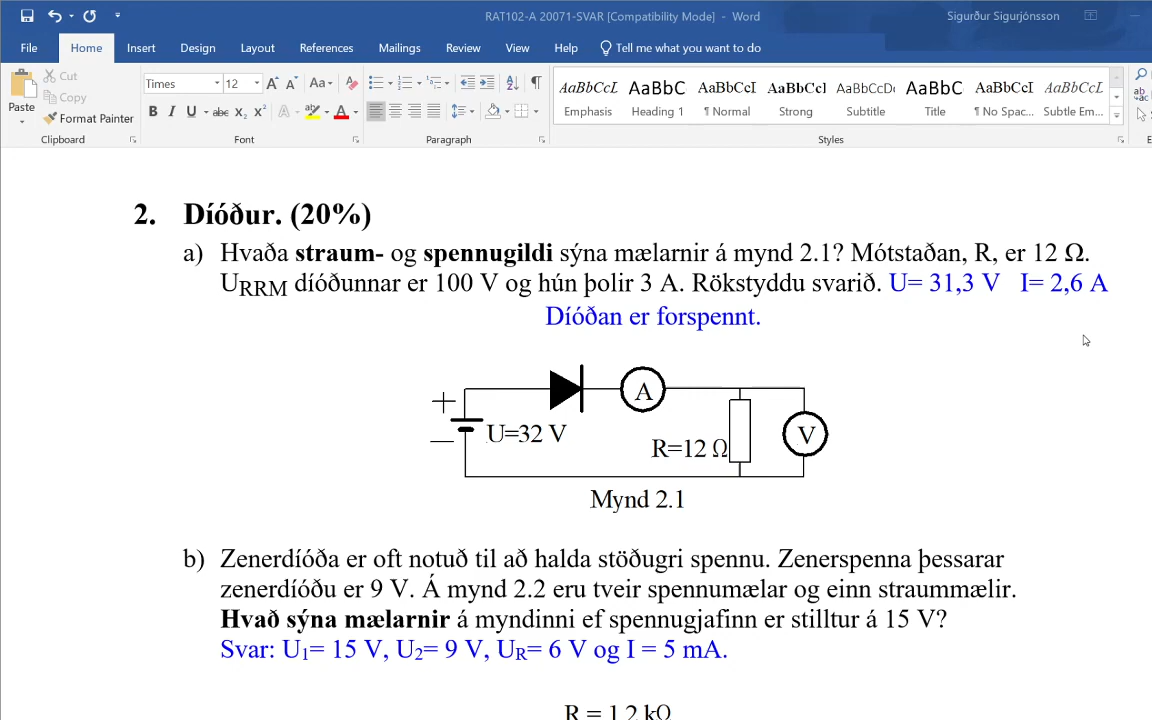 RAT102-A 20071-SVAR [Compatibility Mode] - Word
Sigurður Sigurjónsson
File Home Insert Design Layout References Mailings Review View Help Tell me what you want to do
Paste
Cut
Copy
Format Painter
Clipboard
Times 12
Font
Paragraph
AaBbCcL AaBbC AaBbCcI AaBbCcl AaBbCcDd AaBbC AaBbCcI AaBbCcL
Emphasis Heading 1 ¶ Normal Strong Subtitle Title ¶ No Spac... Subtle Em...
Styles
2. Díóður. (20%)
a) Hvaða straum- og spennugildi sýna mælarnir á mynd 2.1? Mótstaðan, R, er 12 Ω.
URRM díóðunnar er 100 V og hún þolir 3 A. Rökstyddu svarið. U= 31,3 V I= 2,6 A
Díóðan er forspennt.
+
A
_
U=32 V
R=12 Ω
V
Mynd 2.1
b) Zenerdíóða er oft notuð til að halda stöðugri spennu. Zenerspenna þessarar
zenerdíóðu er 9 V. Á mynd 2.2 eru tveir spennumælar og einn straummælir.
Hvað sýna mælarnir á myndinni ef spennugjafinn er stilltur á 15 V?
Svar: U1= 15 V, U2= 9 V, UR= 6 V og I = 5 mA.
R = 1,2 kΩ